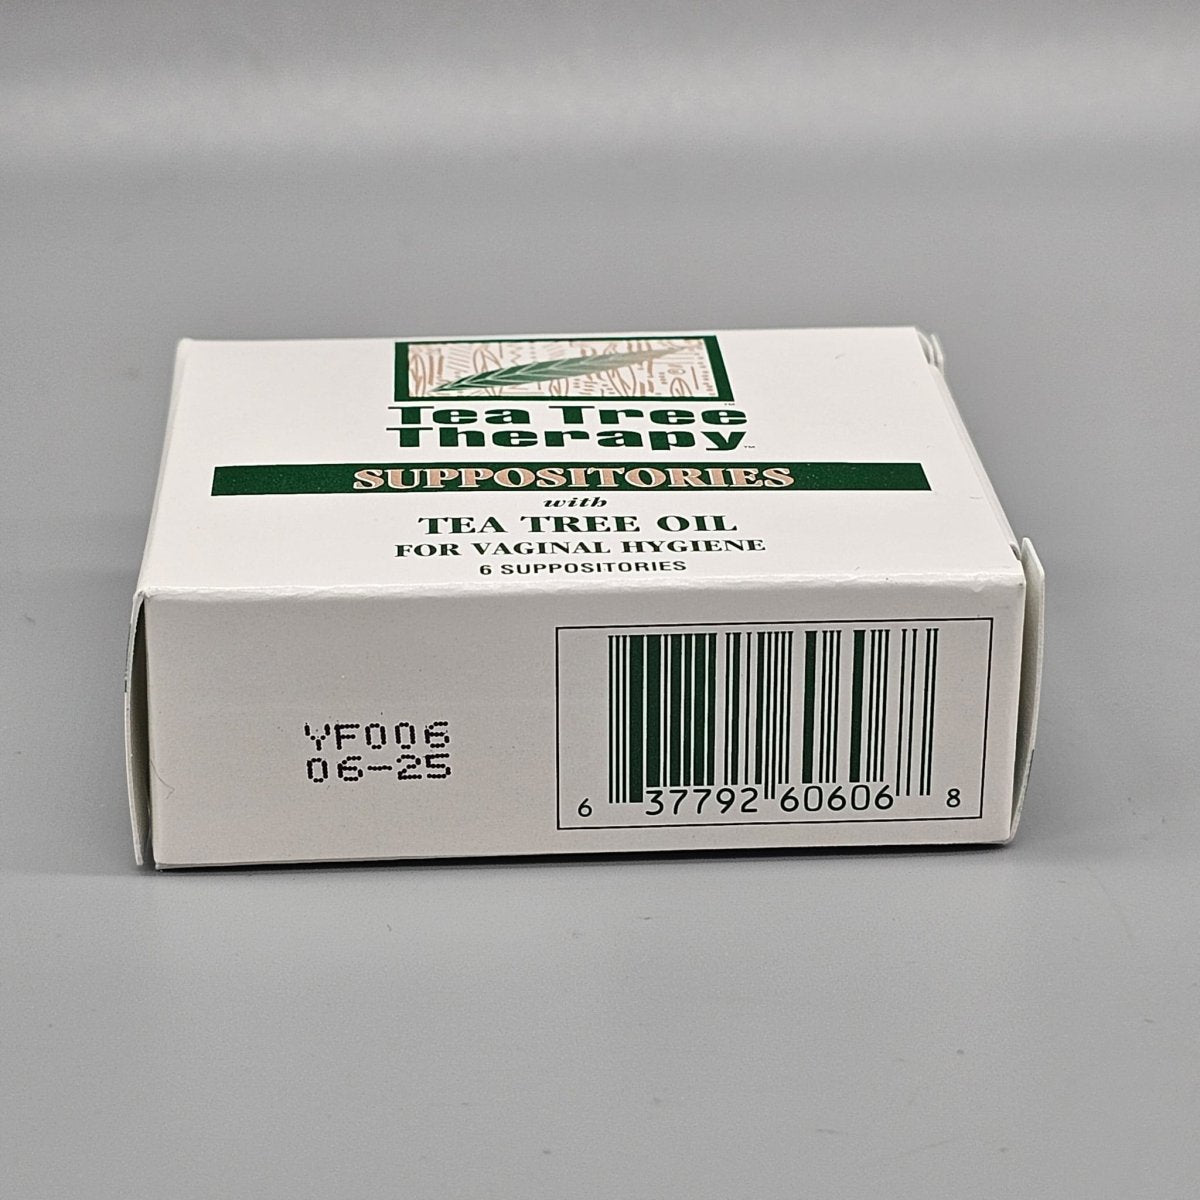 Tea Tree
Therapy™
SUPPOSITORIES
with
TEA TREE OIL
FOR VAGINAL HYGIENE
6 SUPPOSITORIES
YF006
06-25
6 37792 60606 8